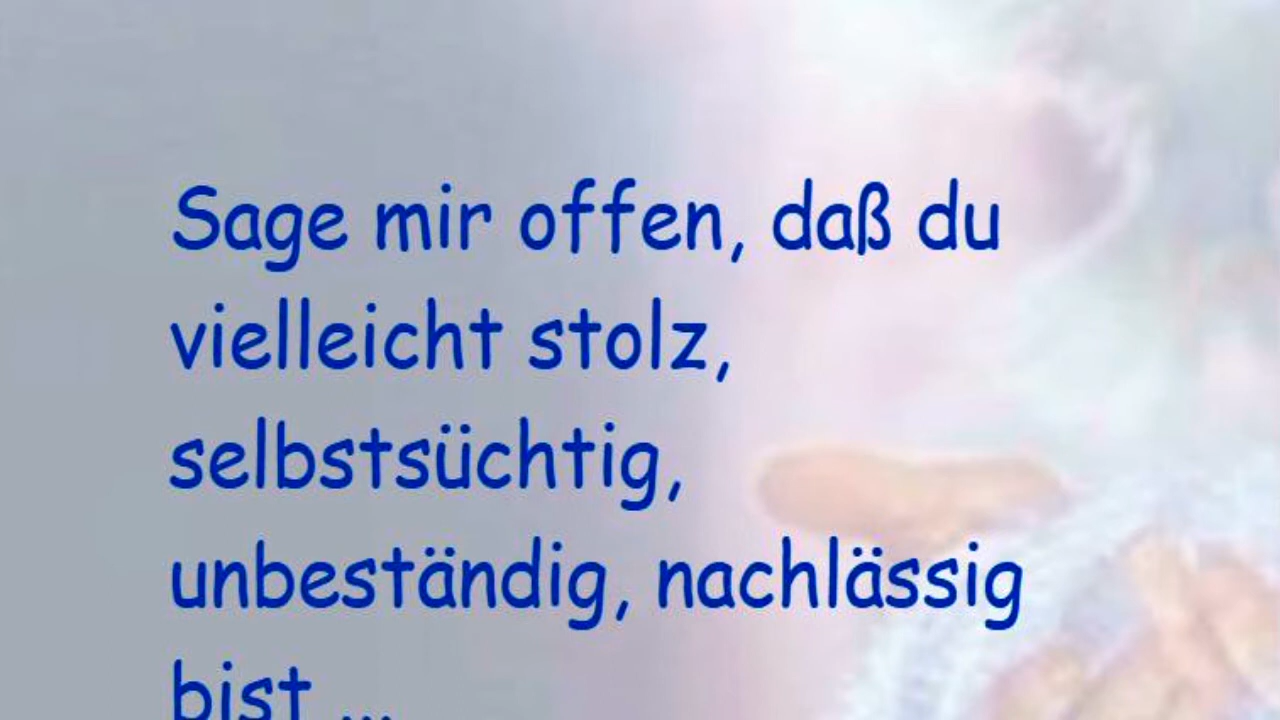 Sage mir offen, daß du
vielleicht stolz,
selbstsüchtig,
unbeständig, nachlässig
bist ...